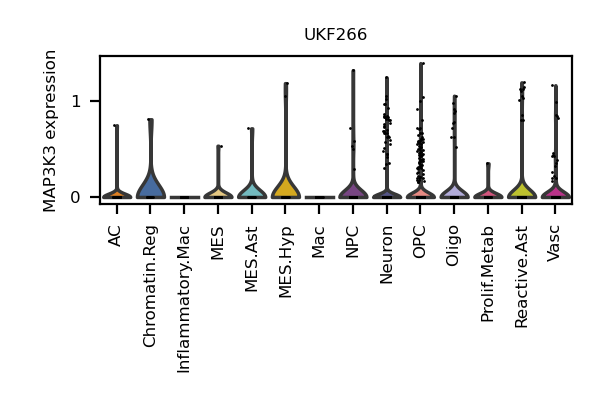 UKF266
MAP3K3 expression
1
0
AC
Chromatin.Reg
Inflammatory.Mac
MES
MES.Ast
MES.Hyp
Mac
NPC
Neuron
OPC
Oligo
Prolif.Metab
Reactive.Ast
Vasc